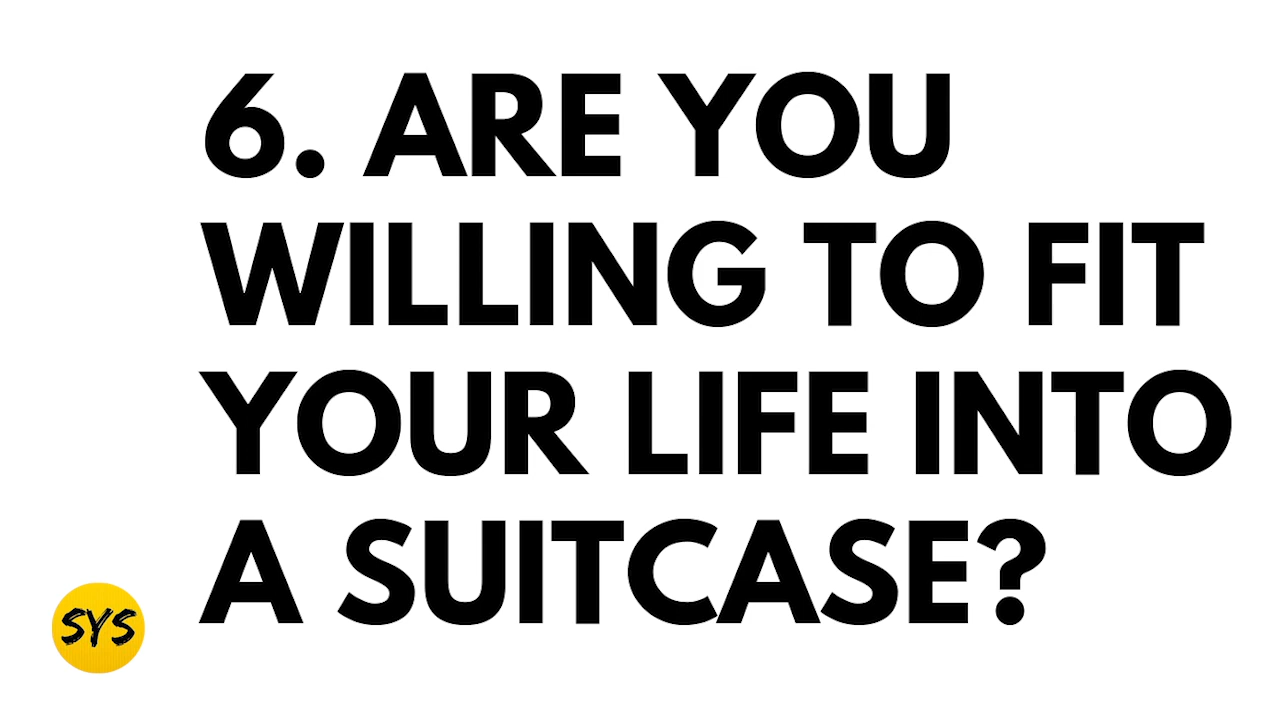 6. ARE YOU
WILLING TO FIT
YOUR LIFE INTO
A SUITCASE?
SYS